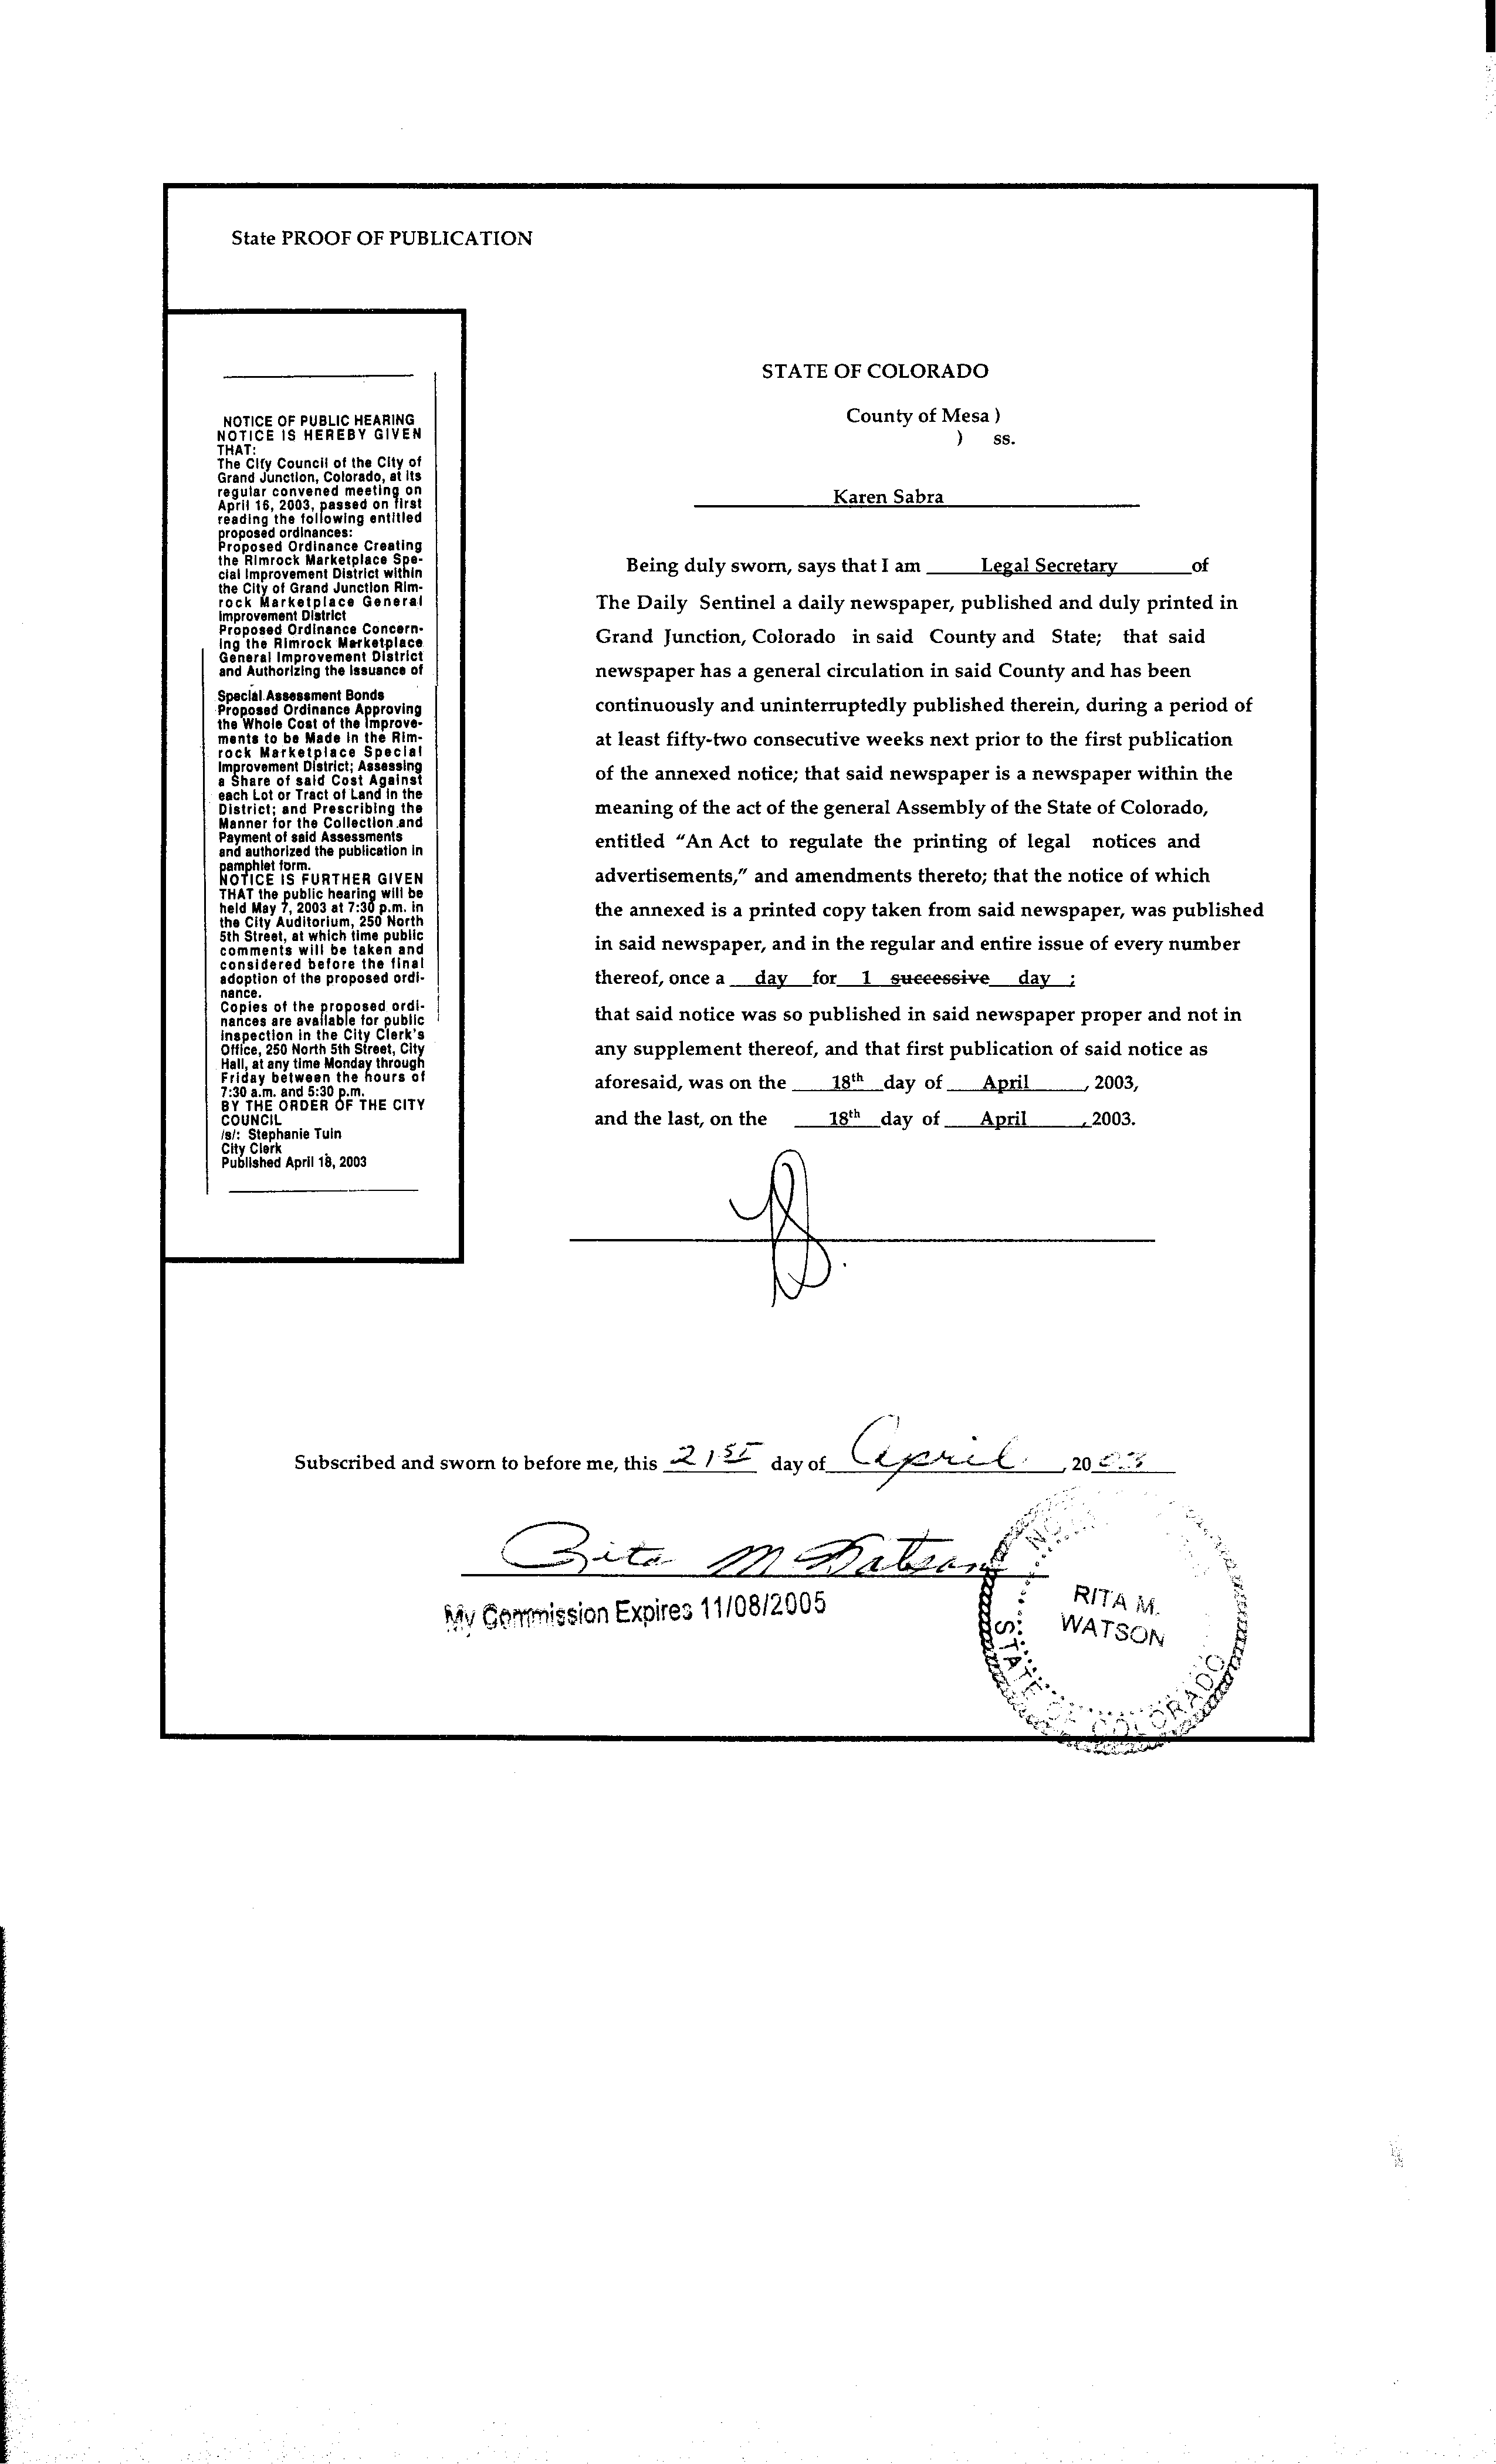 State PROOF OF PUBLICATION
NOTICE OF PUBLIC HEARING
NOTICE IS HEREBY GIVEN
THAT:
The City Council of the City of
Grand Junction, Colorado, at its
regular convened meeting on
April 16, 2003, passed on first
reading the following entitled
proposed ordinances:
Proposed Ordinance Creating
the Rimrock Marketplace Spe-
cial Improvement District within
the City of Grand Junction Rim-
rock Marketplace General
Improvement District
Proposed Ordinance Concern-
ing the Rimrock Marketplace
General Improvement District
and Authorizing the Issuance of
Special Assessment Bonds
Proposed Ordinance Approving
the Whole Cost of the Improve-
ments to be Made in the Rim-
rock Marketplace Special
Improvement District; Assessing
a Share of said Cost Against
each Lot or Tract of Land in the
District; and Prescribing the
Manner for the Collection and
Payment of said Assessments
and authorized the publication in
pamphlet form.
NOTICE IS FURTHER GIVEN
THAT the public hearing will be
held May 7, 2003 at 7:30 p.m. in
the City Auditorium, 250 North
5th Street, at which time public
comments will be taken and
considered before the final
adoption of the proposed ordi-
nance.
Copies of the proposed ordi-
nances are available for public
inspection in the City Clerk's
Office, 250 North 5th Street, City
Hall, at any time Monday through
Friday between the hours of
7:30 a.m. and 5:30 p.m.
BY THE ORDER OF THE CITY
COUNCIL
/s/: Stephanie Tuin
City Clerk
Published April 18, 2003
STATE OF COLORADO
County of Mesa )
) ss.
Karen Sabra
Being duly sworn, says that I am Legal Secretary of
The Daily Sentinel a daily newspaper, published and duly printed in
Grand Junction, Colorado in said County and State; that said
newspaper has a general circulation in said County and has been
continuously and uninterruptedly published therein, during a period of
at least fifty-two consecutive weeks next prior to the first publication
of the annexed notice; that said newspaper is a newspaper within the
meaning of the act of the general Assembly of the State of Colorado,
entitled "An Act to regulate the printing of legal notices and
advertisements," and amendments thereto; that the notice of which
the annexed is a printed copy taken from said newspaper, was published
in said newspaper, and in the regular and entire issue of every number
thereof, once a day for 1 successive day ;
that said notice was so published in said newspaper proper and not in
any supplement thereof, and that first publication of said notice as
aforesaid, was on the 18th day of April , 2003,
and the last, on the 18th day of April , 2003.
Subscribed and sworn to before me, this 21st day of April , 2003
Rita M Watson
My Commission Expires 11/08/2005
RITA M.
WATSON
STATE OF COLORADO